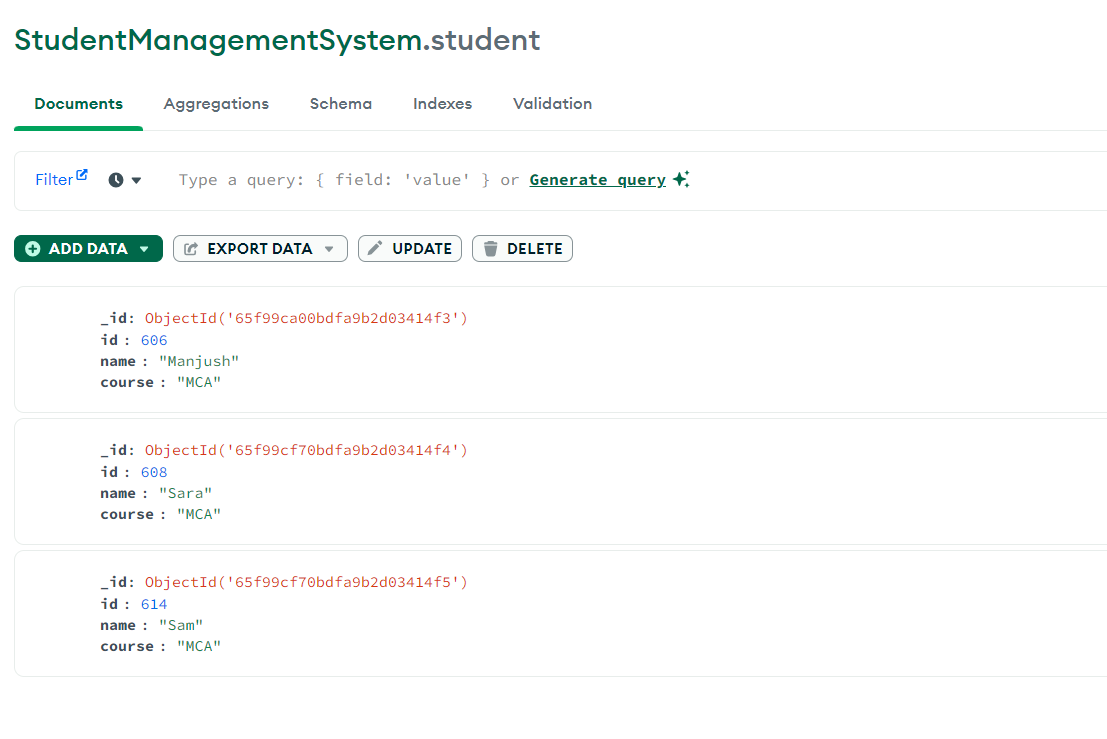 StudentManagementSystem.student
Documents Aggregations Schema Indexes Validation
Filter Type a query: { field: 'value' } or Generate query
ADD DATA EXPORT DATA UPDATE DELETE
_id: ObjectId('65f99ca00bdfa9b2d03414f3')
id : 606
name : "Manjush"
course : "MCA"
_id: ObjectId('65f99cf70bdfa9b2d03414f4')
id : 608
name : "Sara"
course : "MCA"
_id: ObjectId('65f99cf70bdfa9b2d03414f5')
id : 614
name : "Sam"
course : "MCA"